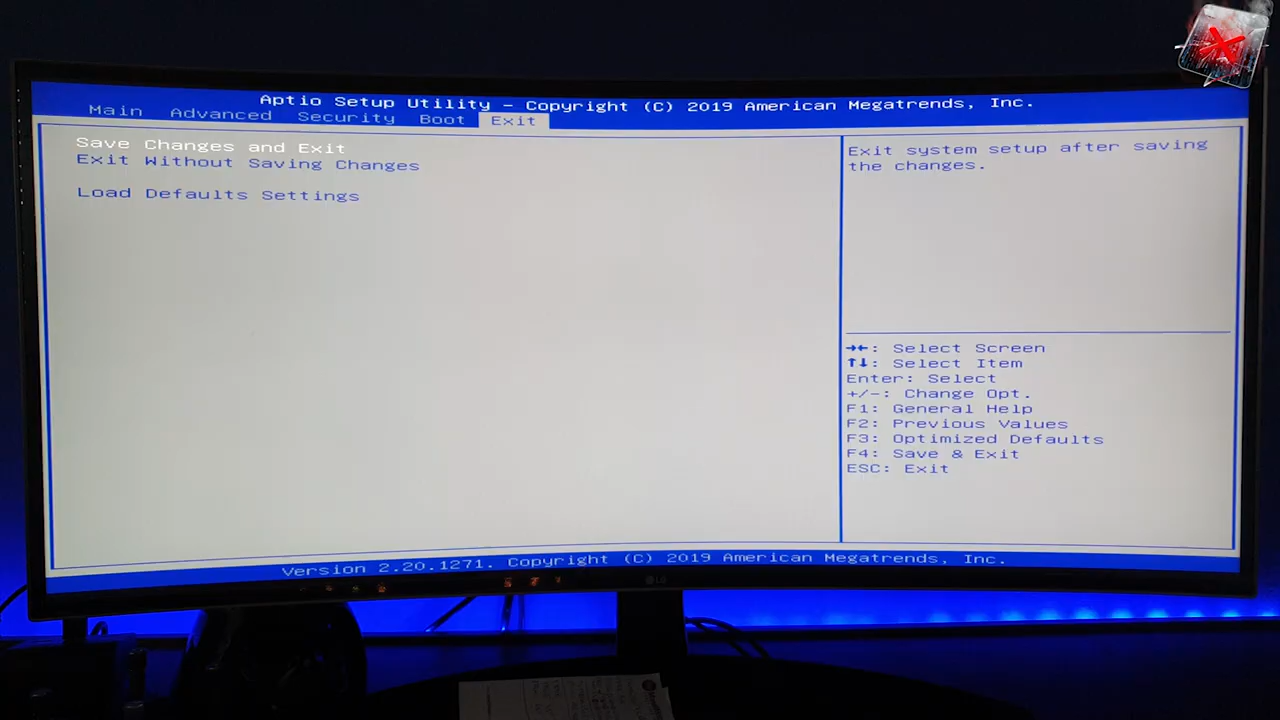 Aptio Setup Utility – Copyright (C) 2019 American Megatrends, Inc.
Main Advanced Security Boot Exit
Save Changes and Exit
Exit Without Saving Changes
Load Defaults Settings
Exit system setup after saving
the changes.
→←: Select Screen
↑↓: Select Item
Enter: Select
+/-: Change Opt.
F1: General Help
F2: Previous Values
F3: Optimized Defaults
F4: Save & Exit
ESC: Exit
Version 2.20.1271. Copyright (C) 2019 American Megatrends, Inc.
LG